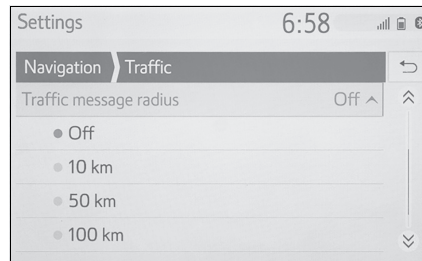 Settings 6:58
Navigation Traffic
Traffic message radius Off
Off
10 km
50 km
100 km